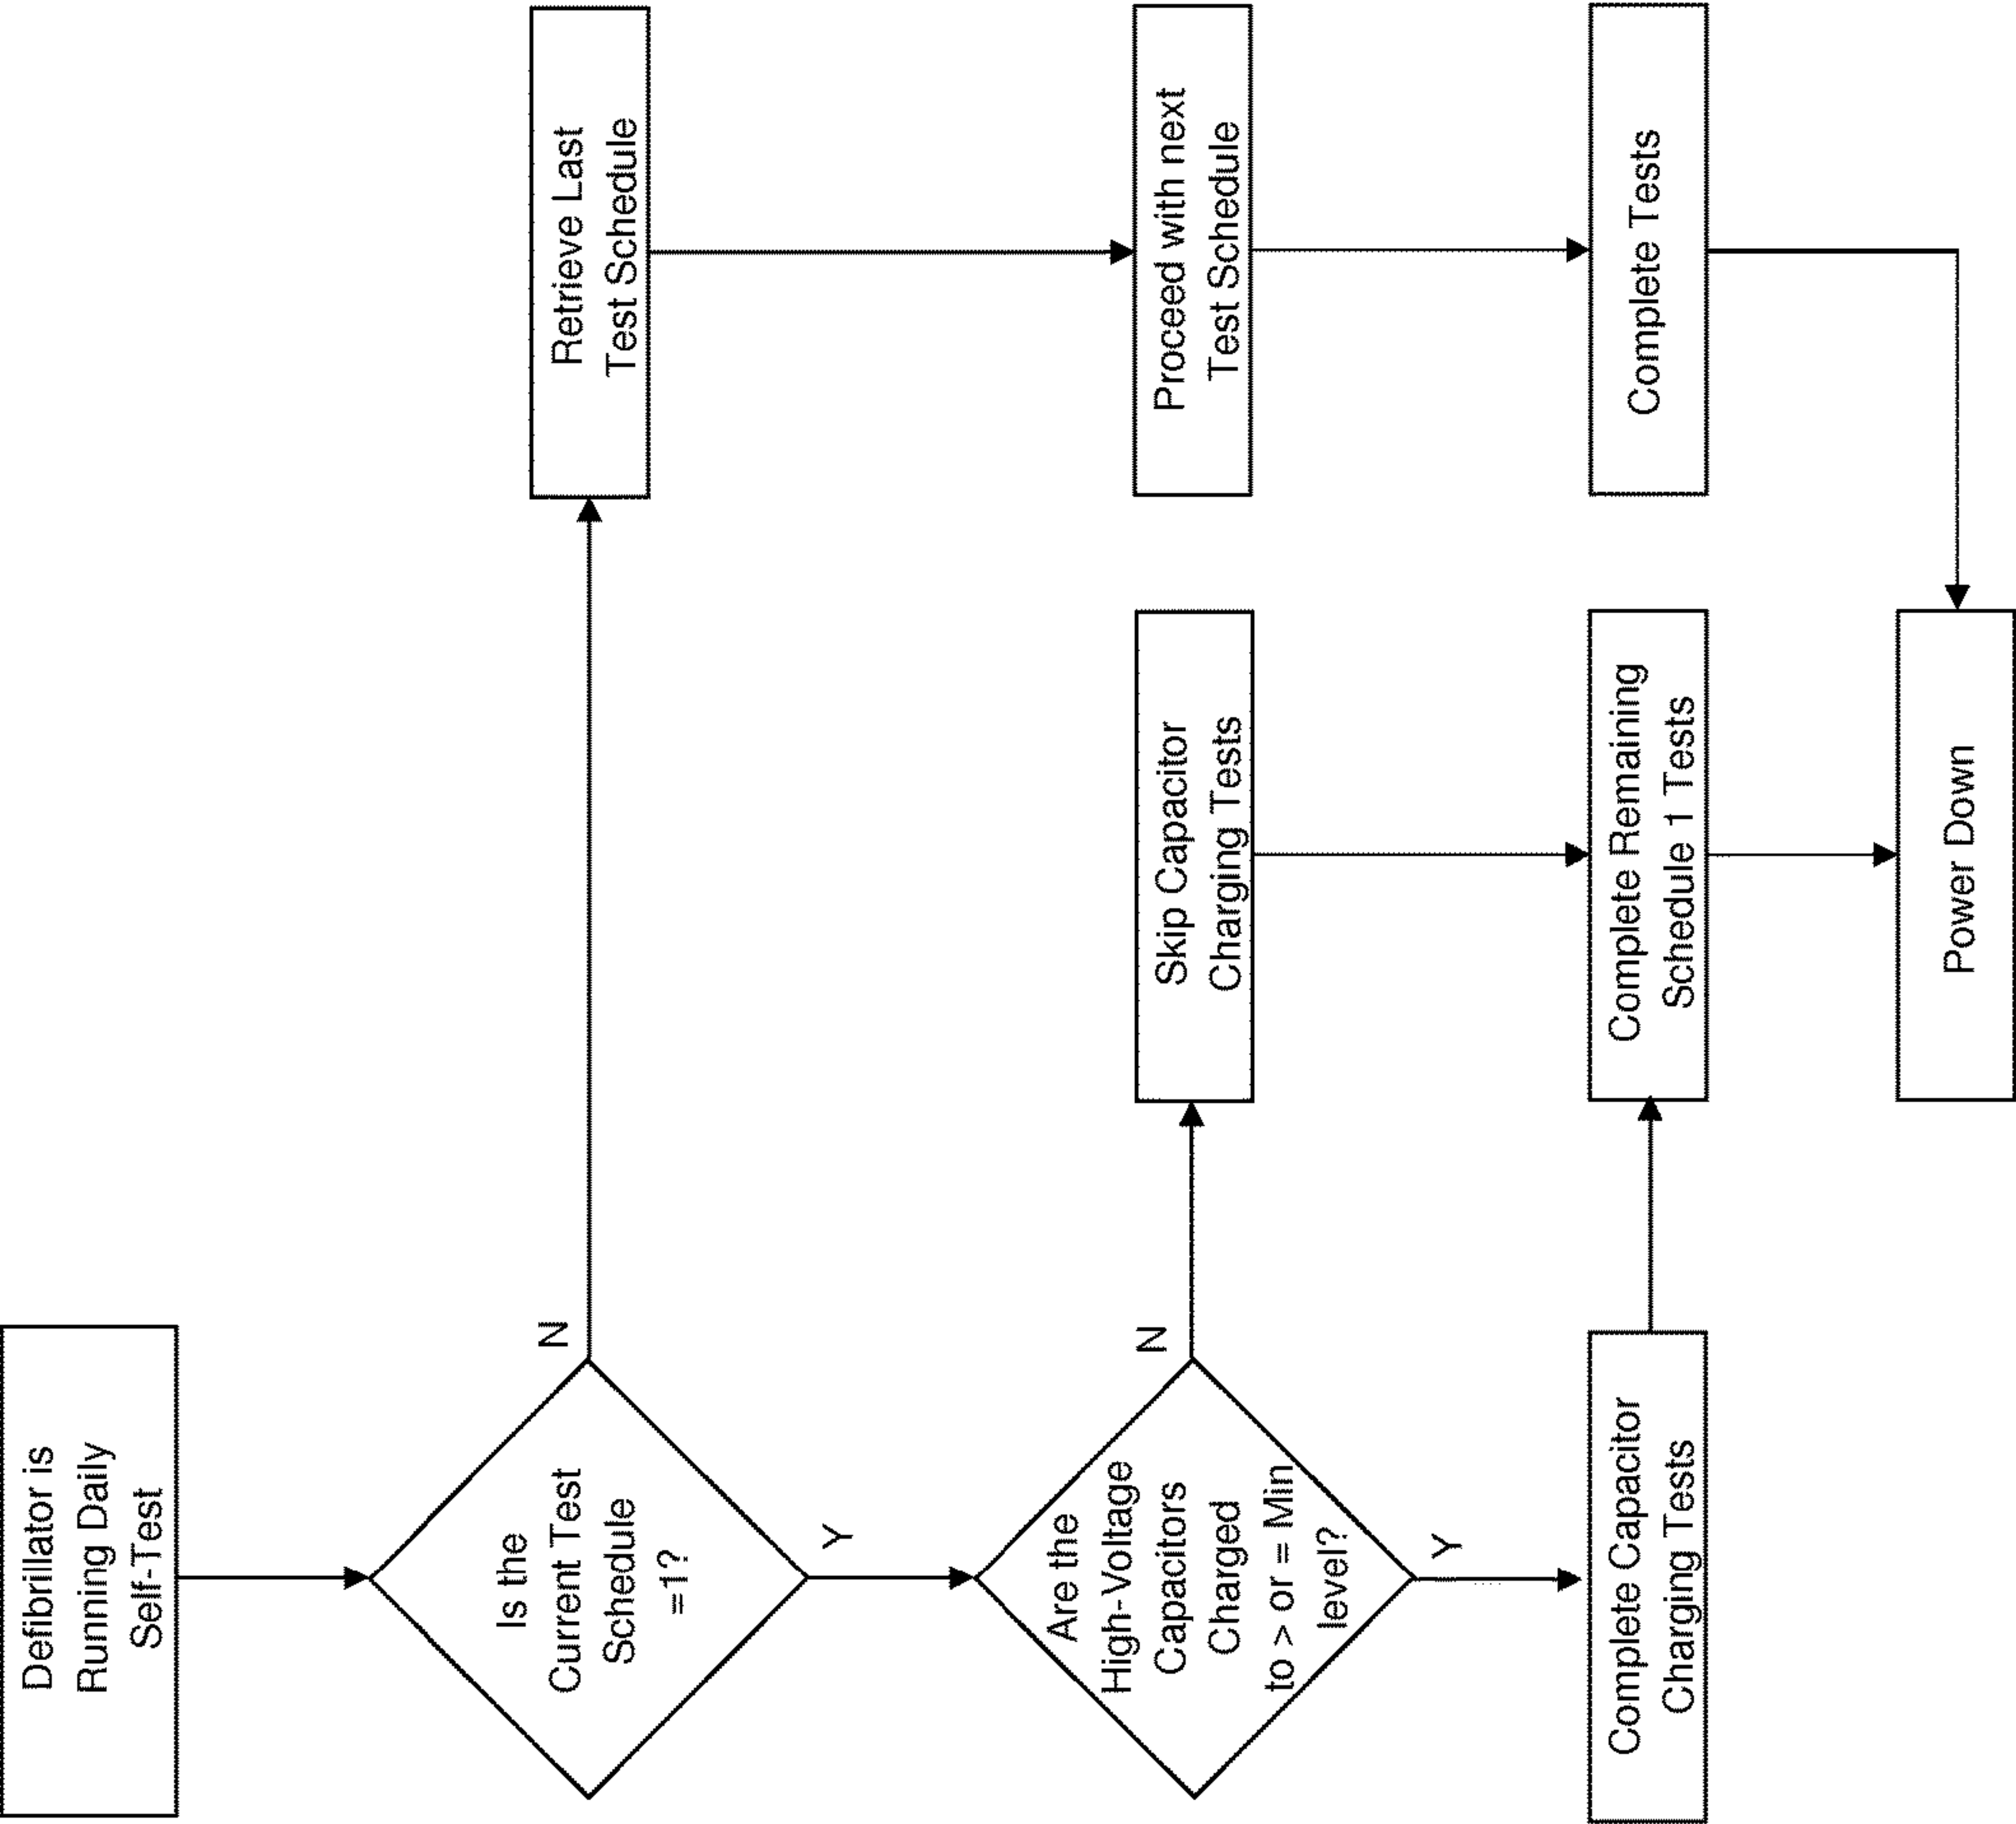 Defibrillator is
Running Daily
Self-Test
Is the
Current Test
Schedule
=1?
N
Y
Retrieve Last
Test Schedule
Are the
High-Voltage
Capacitors
Charged
to > or = Min
level?
N
Y
Skip Capacitor
Charging Tests
Proceed with next
Test Schedule
Complete Capacitor
Charging Tests
Complete Remaining
Schedule 1 Tests
Complete Tests
Power Down